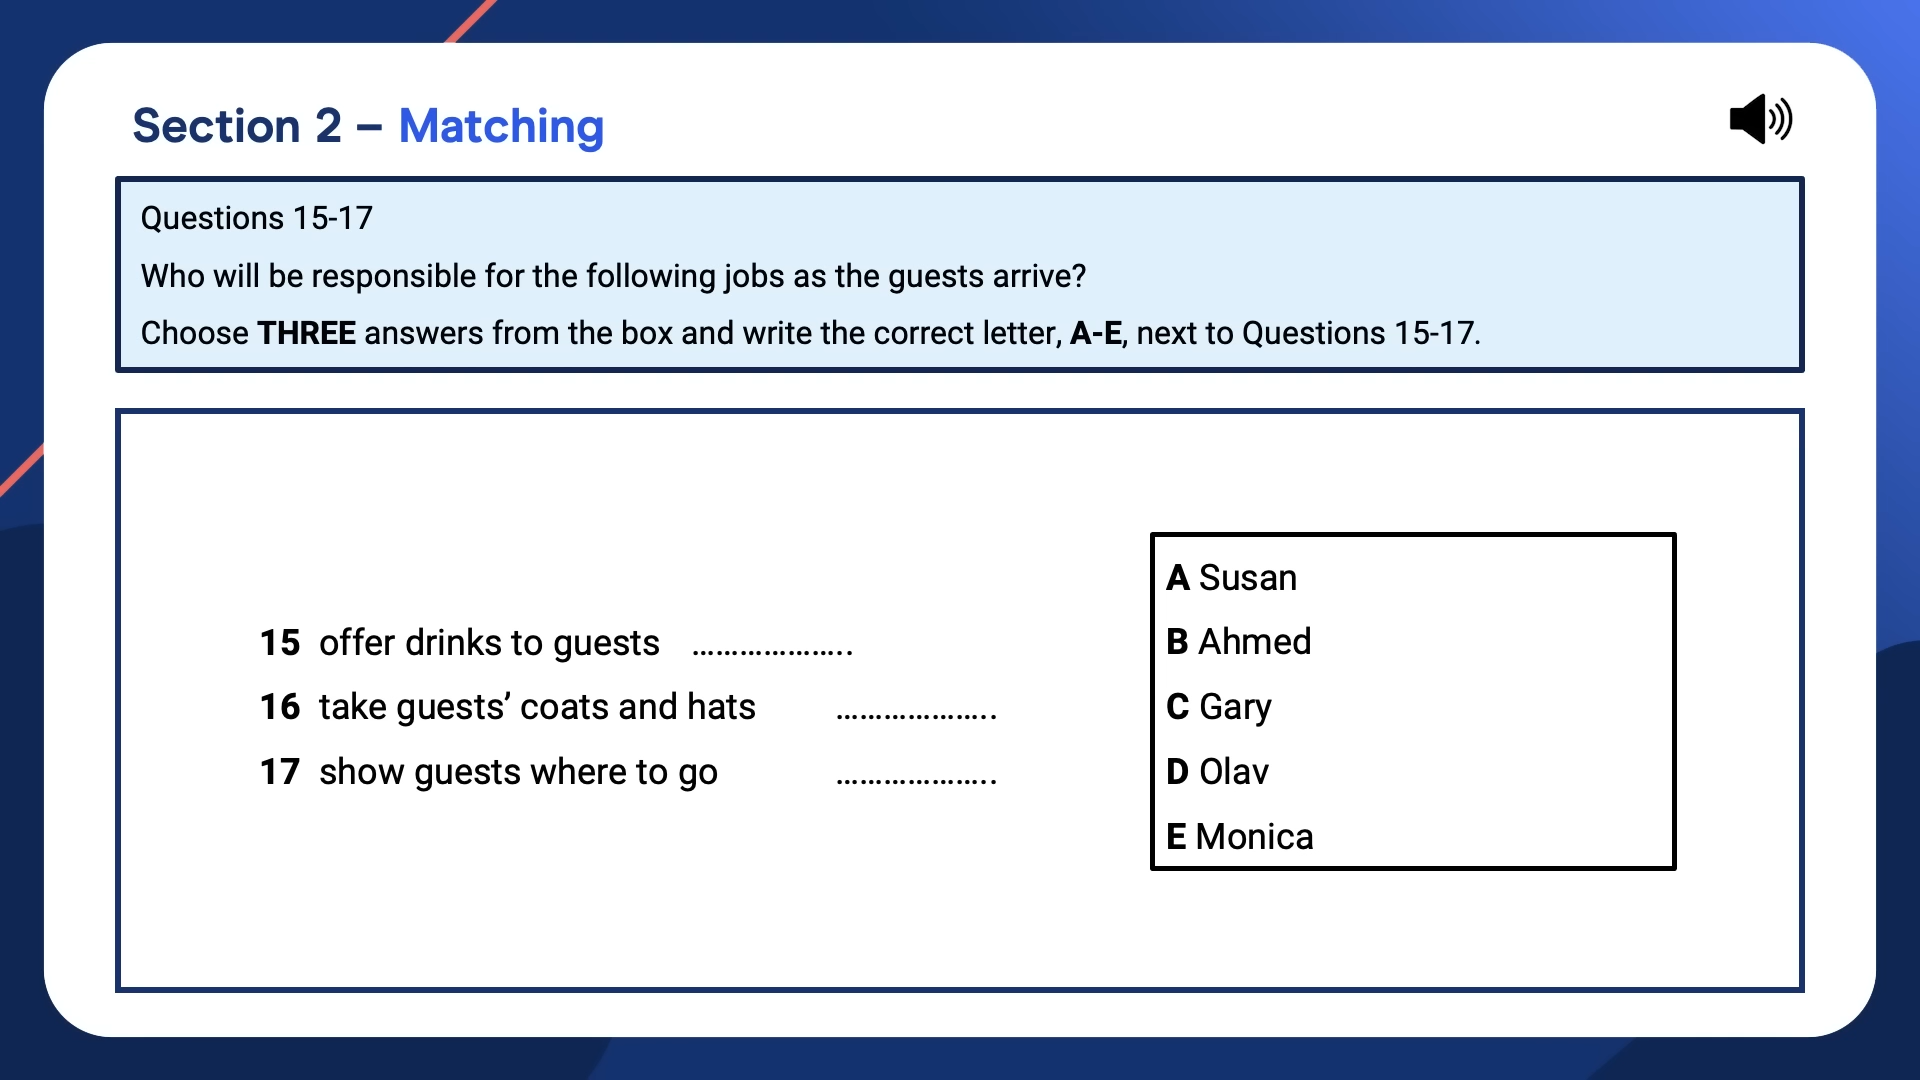 Section 2 – Matching
Questions 15-17
Who will be responsible for the following jobs as the guests arrive?
Choose THREE answers from the box and write the correct letter, A-E, next to Questions 15-17.
15 offer drinks to guests ………………..
16 take guests’ coats and hats ………………..
17 show guests where to go ………………..
A Susan
B Ahmed
C Gary
D Olav
E Monica